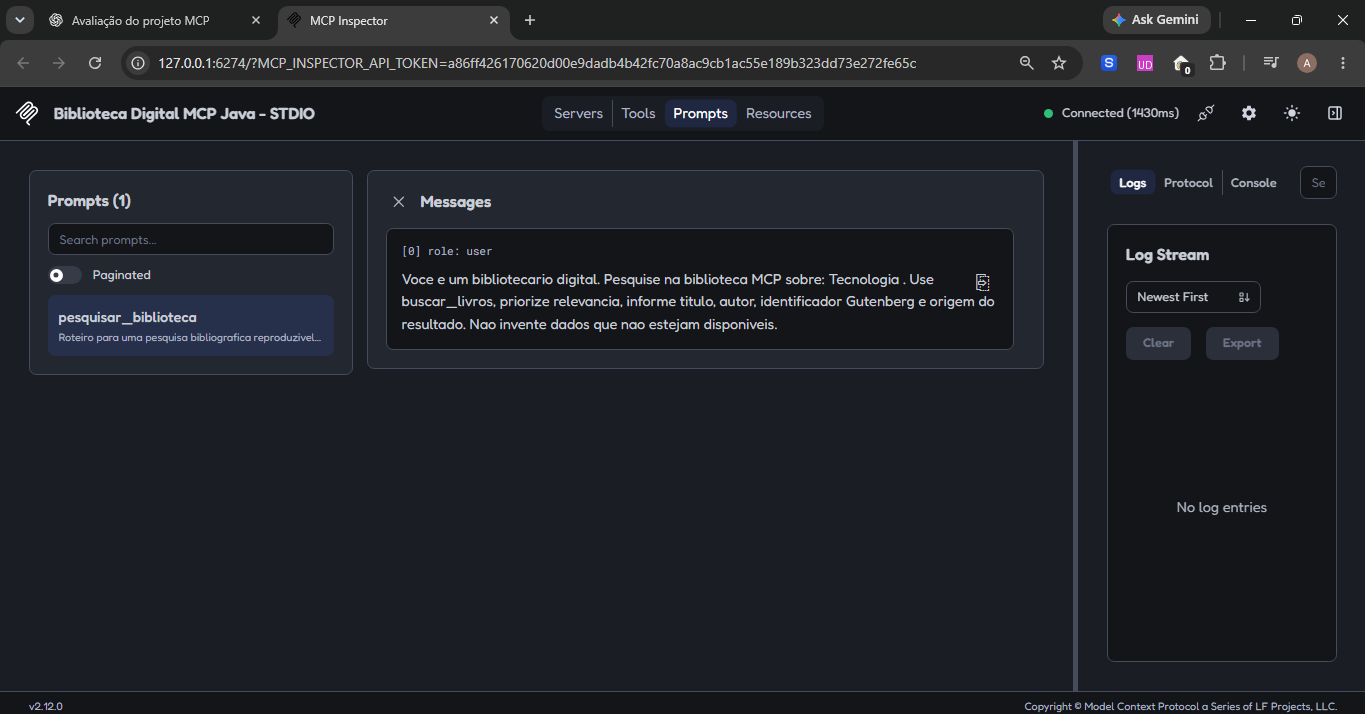 Avaliação do projeto MCP
MCP Inspector
Ask Gemini
127.0.0.1:6274/?MCP_INSPECTOR_API_TOKEN=a86ff426170620d00e9dadb4b42fc70a8ac9cb1ac55e189b323dd73e272fe65c
S
UD
0
A
Biblioteca Digital MCP Java - STDIO
Servers
Tools
Prompts
Resources
Connected (1430ms)
Prompts (1)
Search prompts...
Paginated
pesquisar_biblioteca
Roteiro para uma pesquisa bibliografica reproduzivel...
Messages
[0] role: user
Voce e um bibliotecario digital. Pesquise na biblioteca MCP sobre: Tecnologia . Use
buscar_livros, priorize relevancia, informe titulo, autor, identificador Gutenberg e origem do
resultado. Nao invente dados que nao estejam disponiveis.
Logs
Protocol
Console
Se
Log Stream
Newest First
Clear
Export
No log entries
v2.12.0
Copyright © Model Context Protocol a Series of LF Projects, LLC.